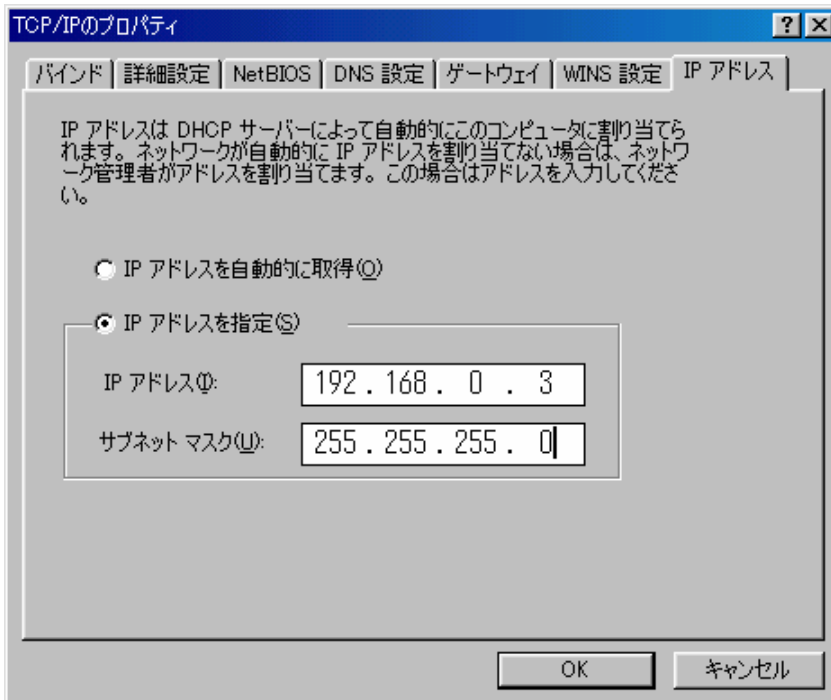 TCP/IPのプロパティ
バインド 詳細設定 NetBIOS DNS 設定 ゲートウェイ WINS 設定 IP アドレス
IP アドレスは DHCP サーバーによって自動的にこのコンピュータに割り当てら
れます。ネットワークが自動的に IP アドレスを割り当てない場合は、ネットワ
ーク管理者がアドレスを割り当てます。この場合はアドレスを入力してくださ
い。
IP アドレスを自動的に取得(O)
IP アドレスを指定(S)
IP アドレス(I): 192.168.0.3
サブネット マスク(U): 255.255.255.0
OK キャンセル